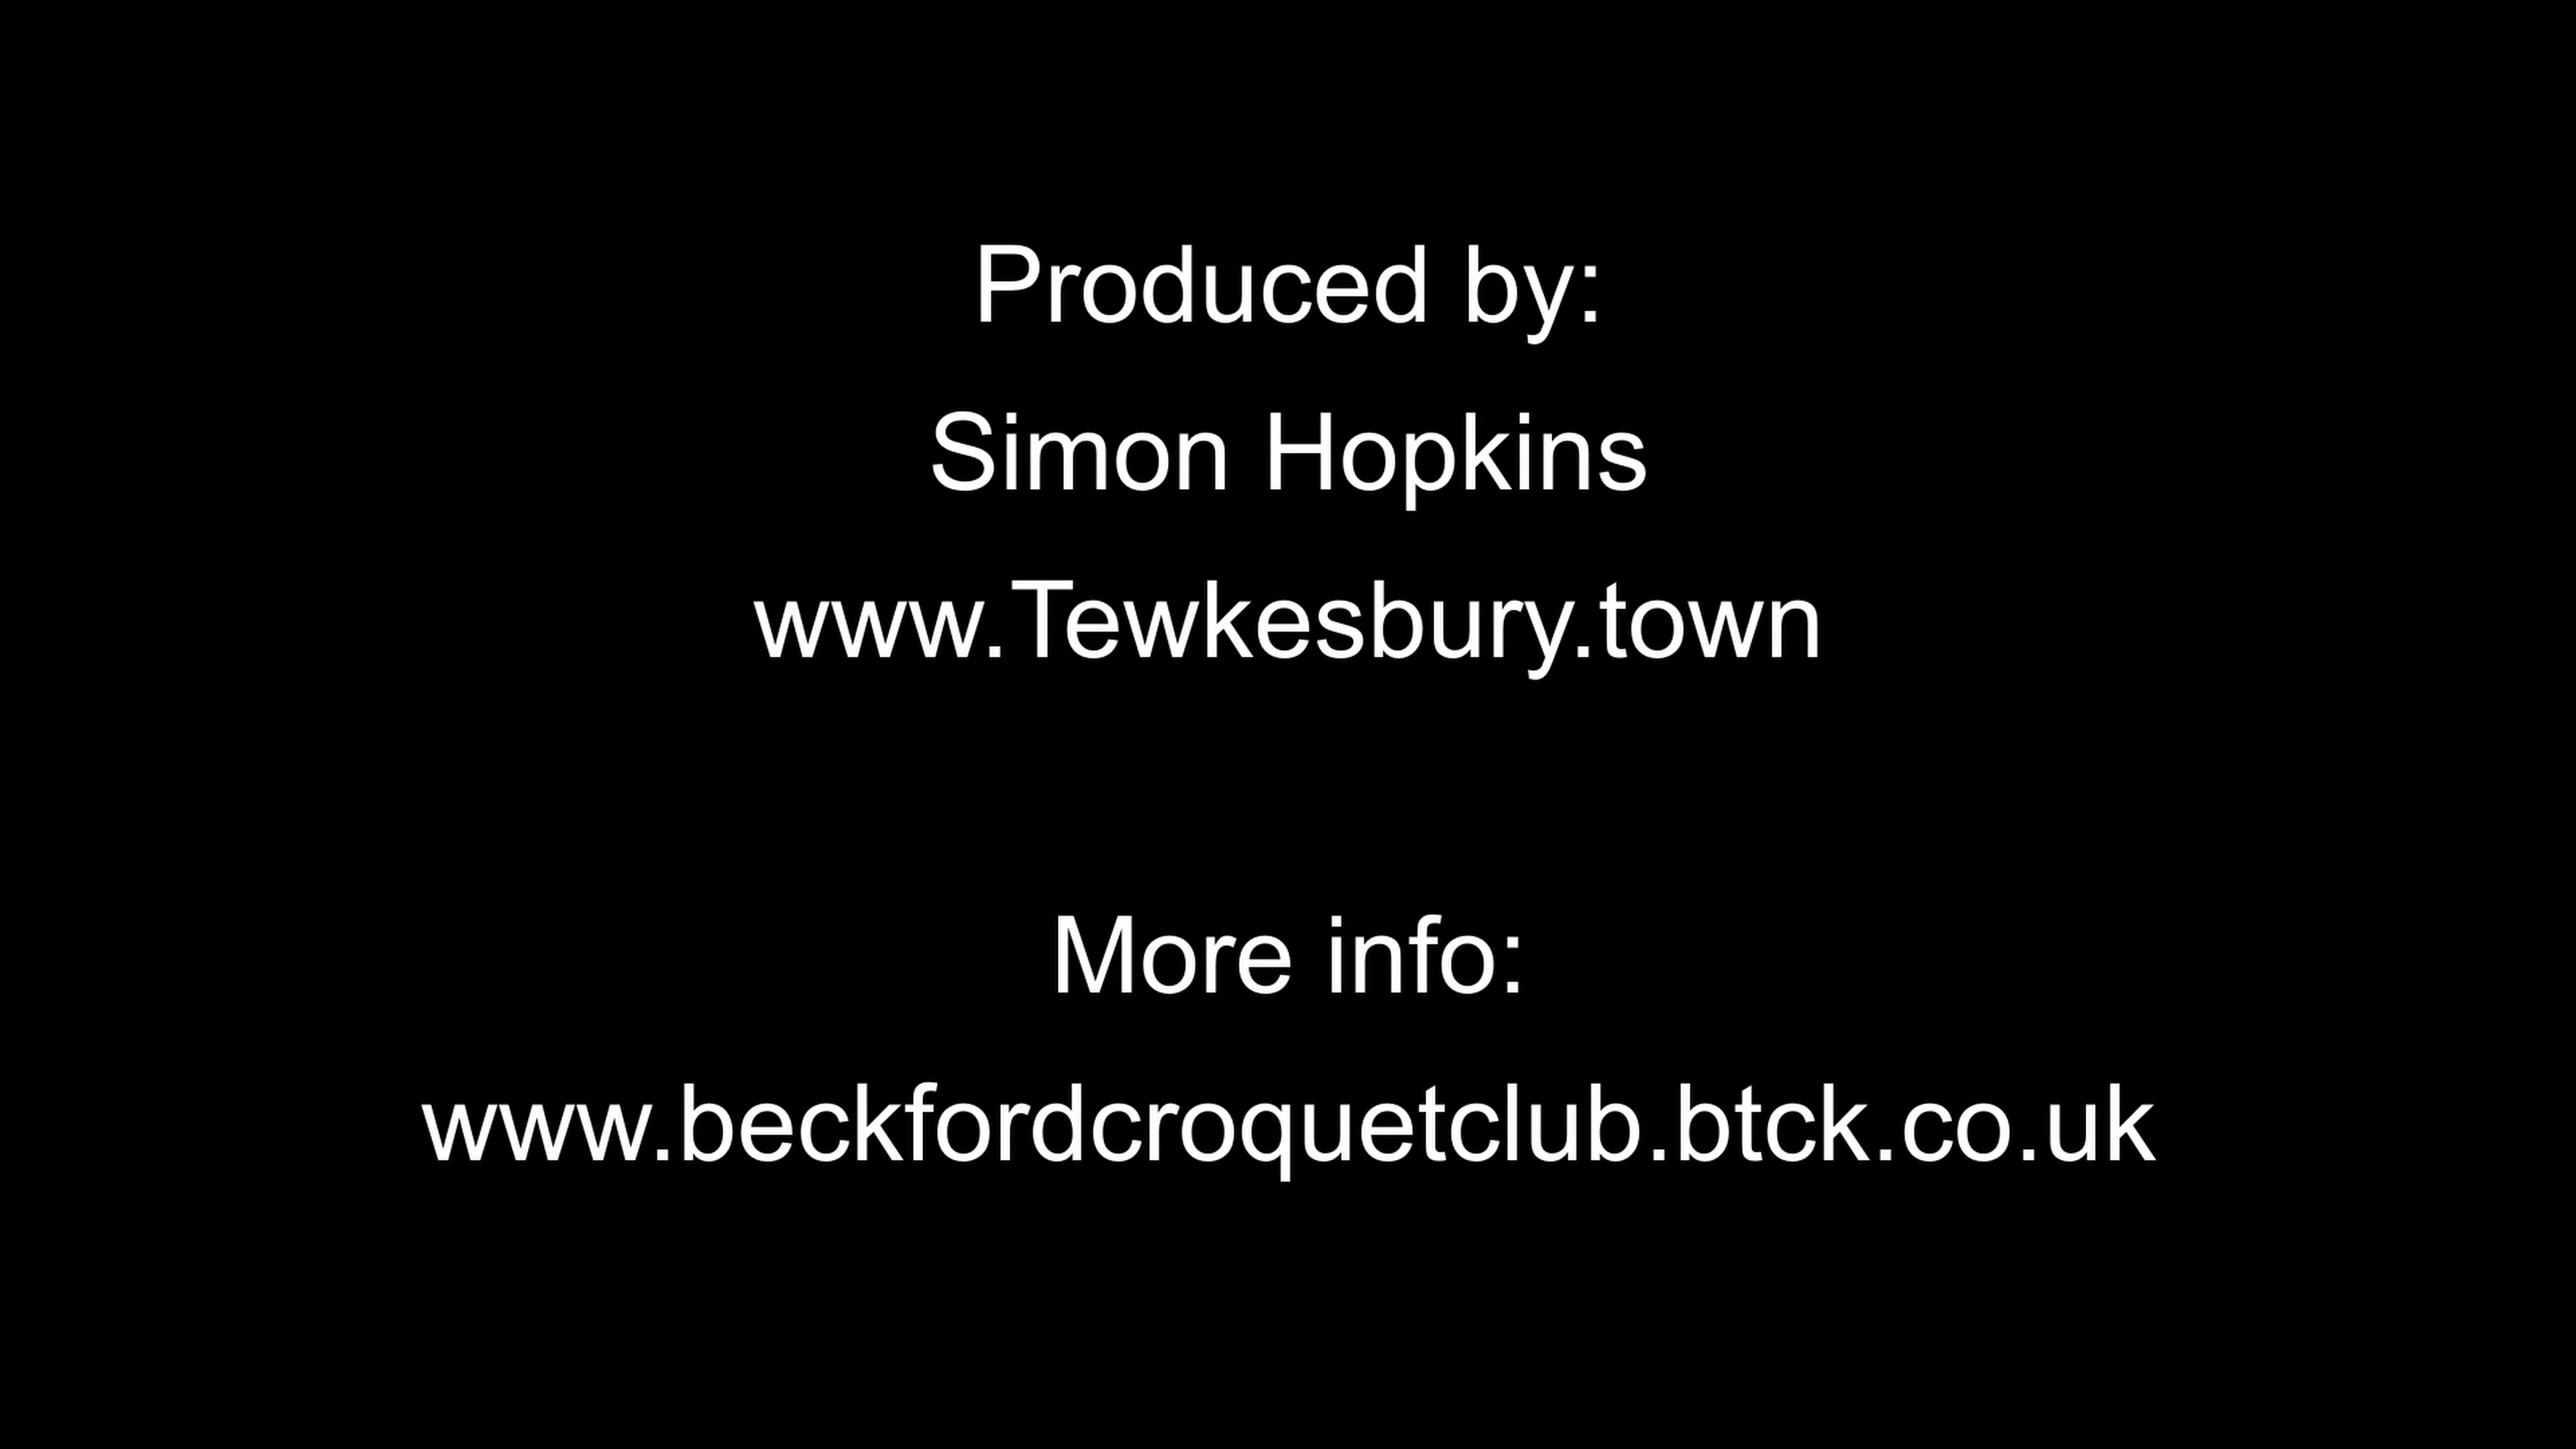 Produced by:
Simon Hopkins
www.Tewkesbury.town
More info:
www.beckfordcroquetclub.btck.co.uk